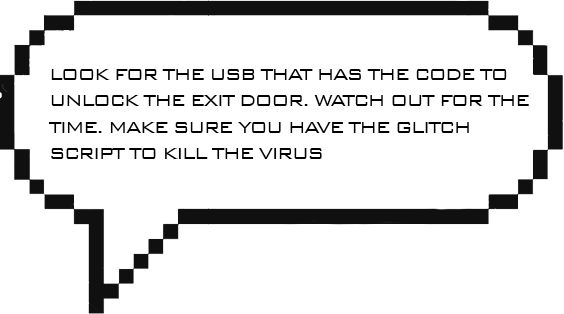 LOOK FOR THE USB THAT HAS THE CODE TO
UNLOCK THE EXIT DOOR. WATCH OUT FOR THE
TIME. MAKE SURE YOU HAVE THE GLITCH
SCRIPT TO KILL THE VIRUS